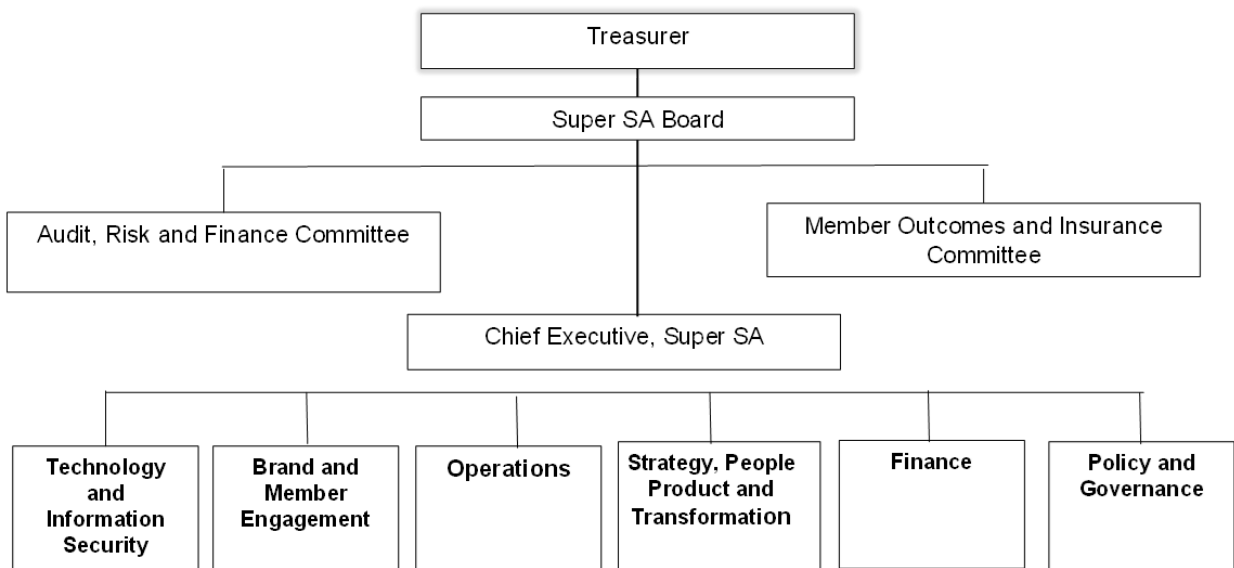 Treasurer
Super SA Board
Audit, Risk and Finance Committee
Member Outcomes and Insurance
Committee
Chief Executive, Super SA
Technology
and
Information
Security
Brand and
Member
Engagement
Operations
Strategy, People
Product and
Transformation
Finance
Policy and
Governance